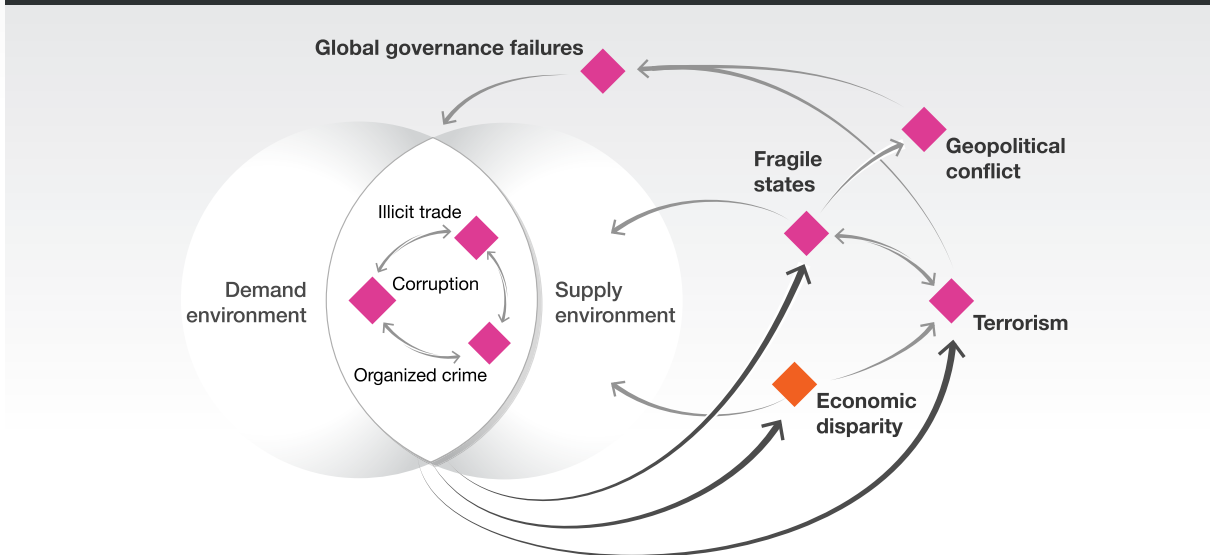 Global governance failures
Geopolitical
conflict
Fragile
states
Illicit trade
Corruption
Demand
environment
Supply
environment
Organized crime
Terrorism
Economic
disparity